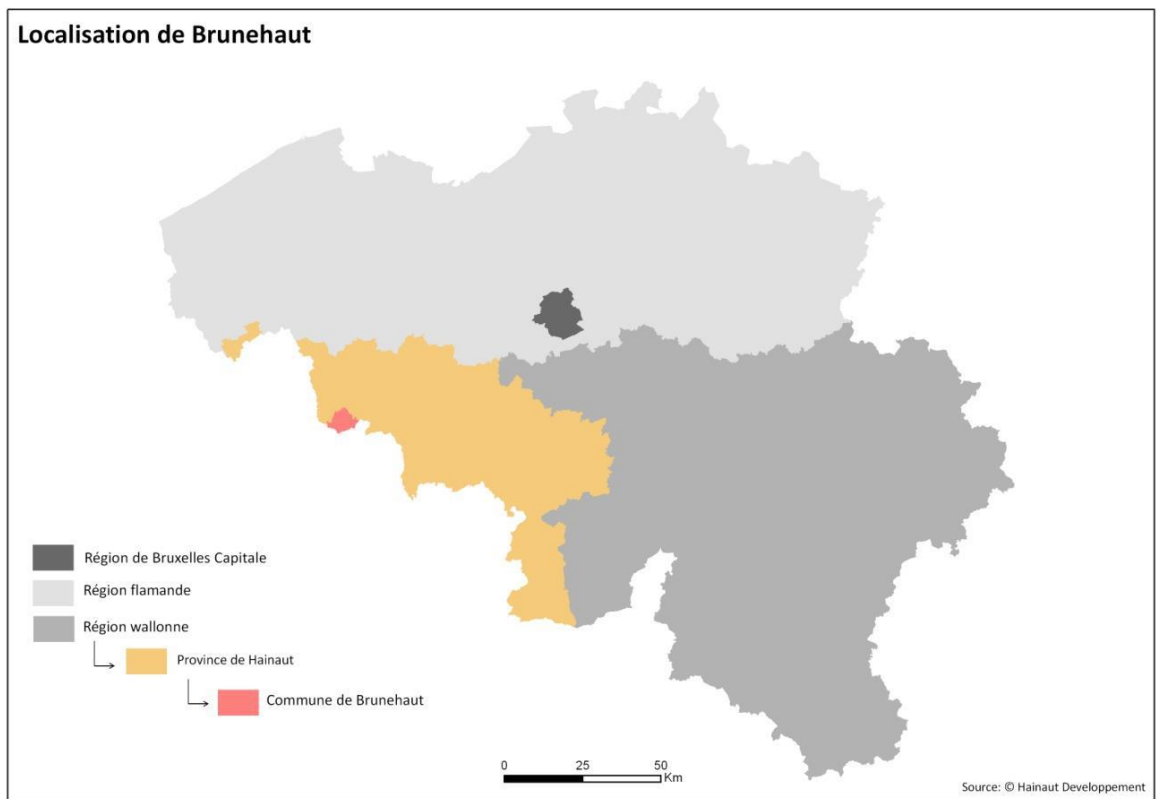 Localisation de Brunehaut
Région de Bruxelles Capitale
Région flamande
Région wallonne
Province de Hainaut
Commune de Brunehaut
0 25 50
Km
Source: © Hainaut Developpement